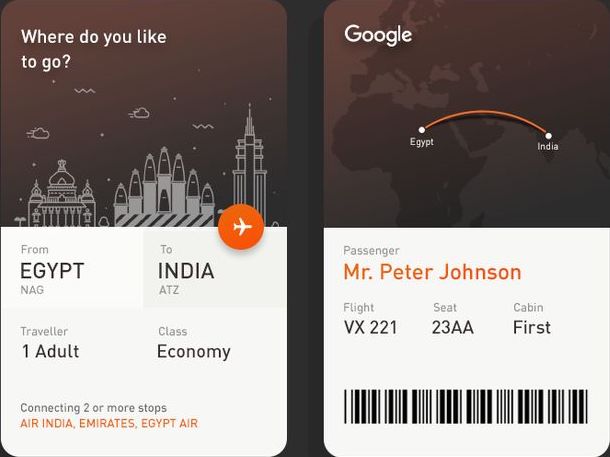 Where do you like
to go?
From
To
EGYPT
INDIA
NAG
ATZ
Traveller
Class
1 Adult
Economy
Connecting 2 or more stops
AIR INDIA, EMIRATES, EGYPT AIR
Google
Egypt
India
Passenger
Mr. Peter Johnson
Flight
Seat
Cabin
VX 221
23AA
First